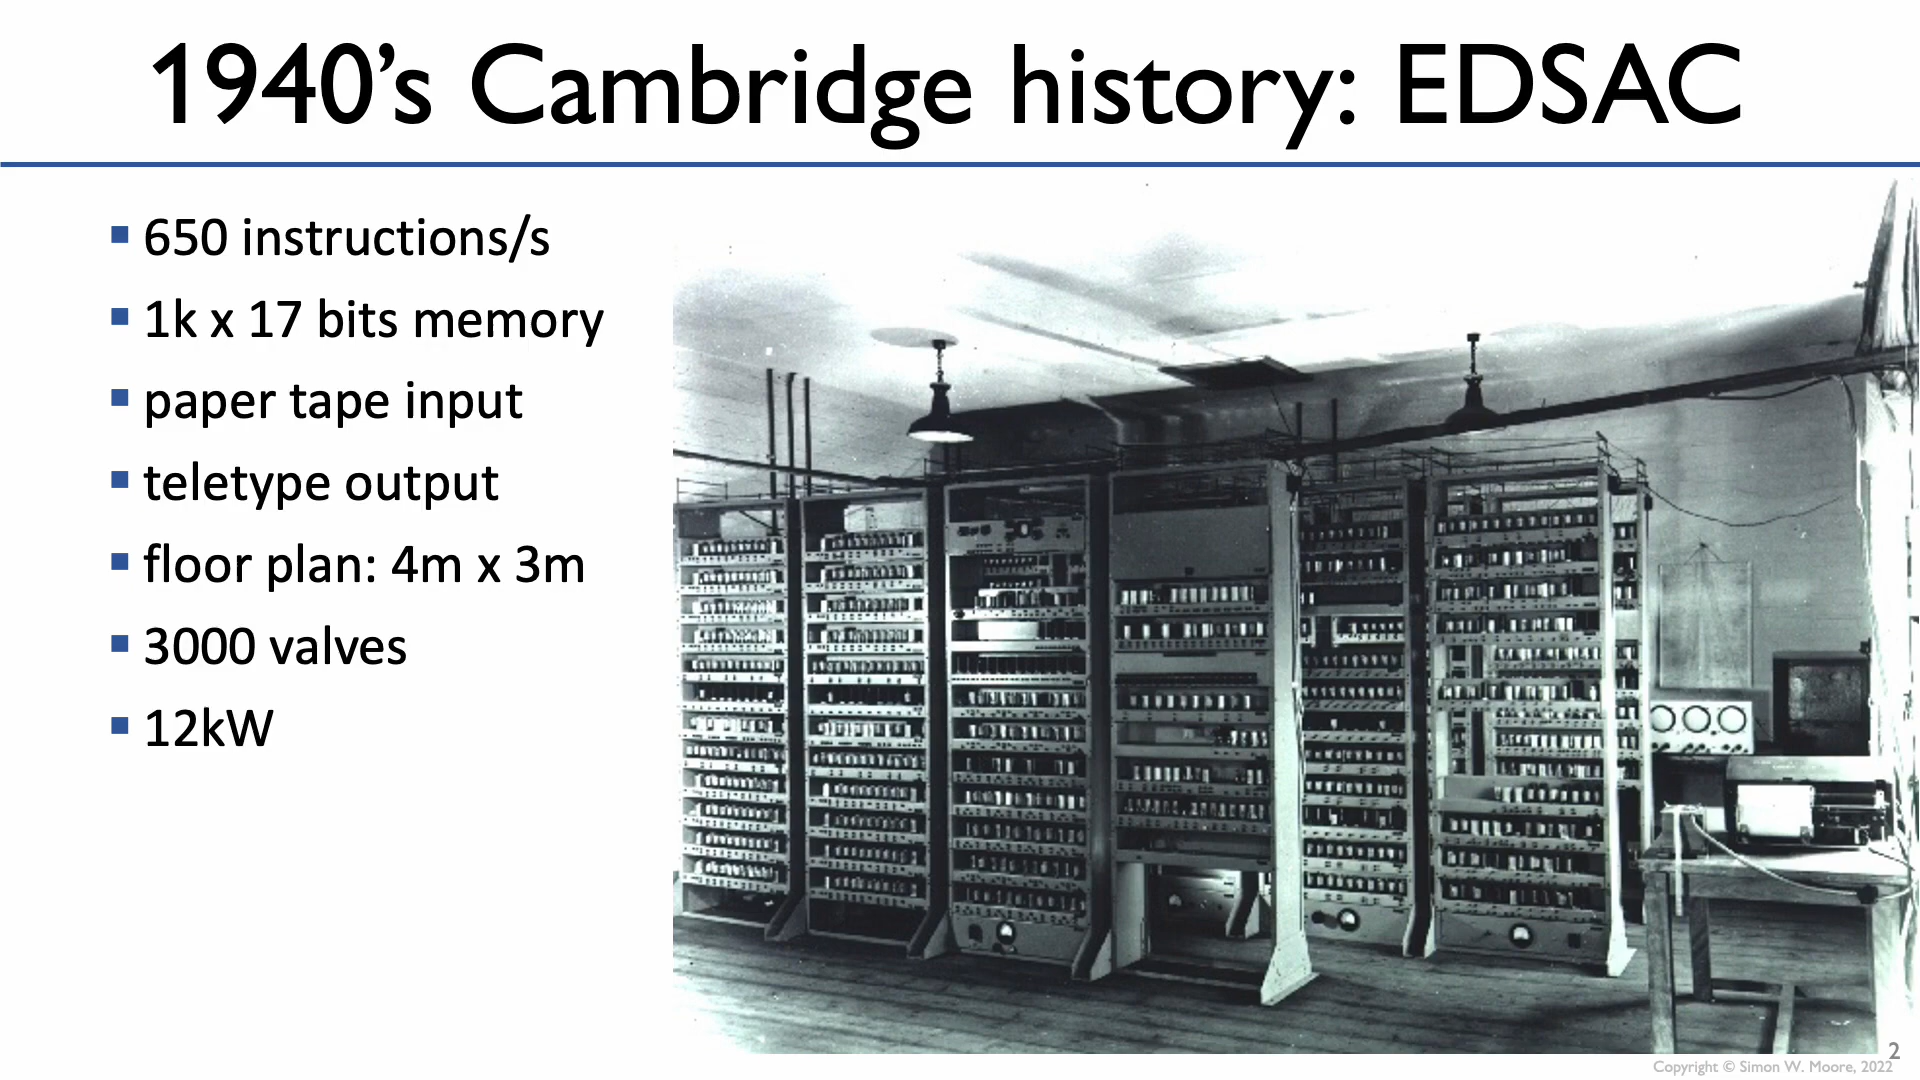 1940’s Cambridge history: EDSAC
650 instructions/s
1k x 17 bits memory
paper tape input
teletype output
floor plan: 4m x 3m
3000 valves
12kW
2
Copyright © Simon W. Moore, 2022